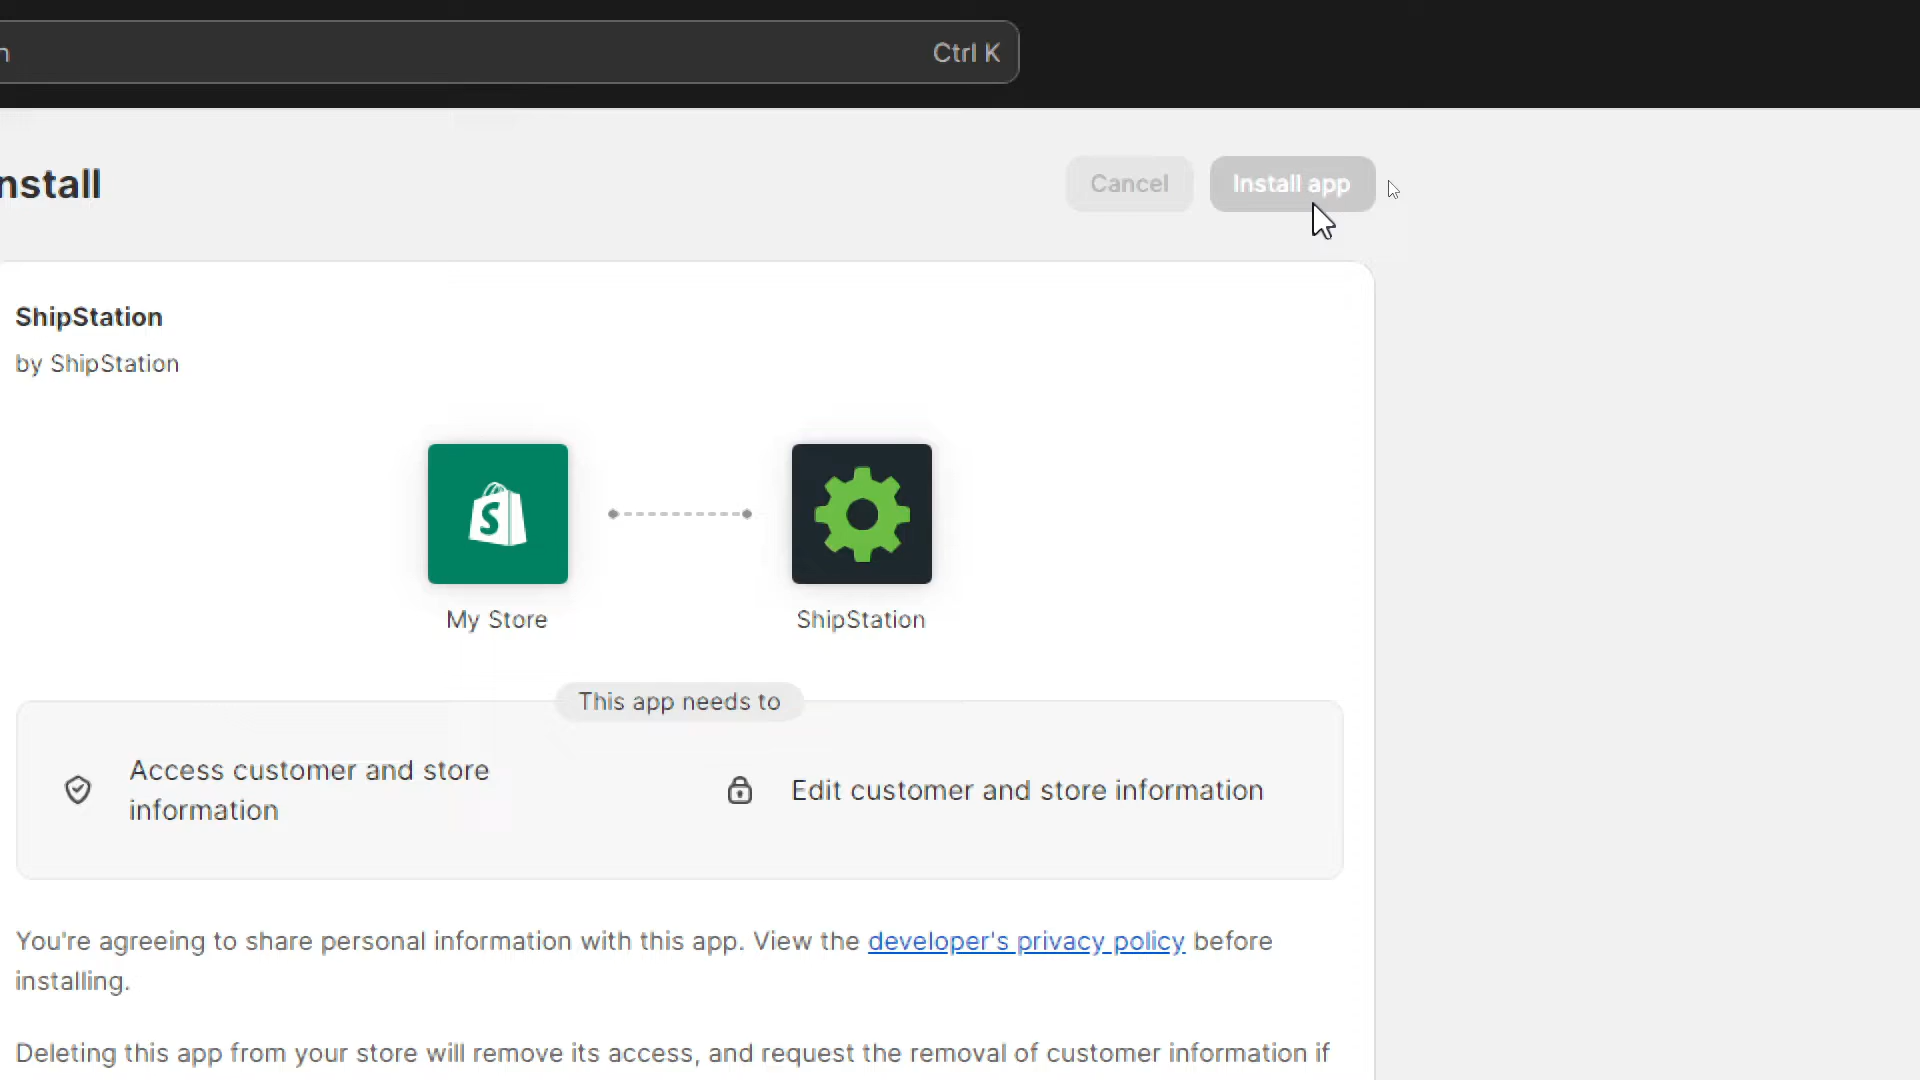 n
Ctrl K
nstall
Cancel
Install app
ShipStation
by ShipStation
S
My Store
ShipStation
This app needs to
Access customer and store
information
Edit customer and store information
You're agreeing to share personal information with this app. View the developer's privacy policy before
installing.
Deleting this app from your store will remove its access, and request the removal of customer information if